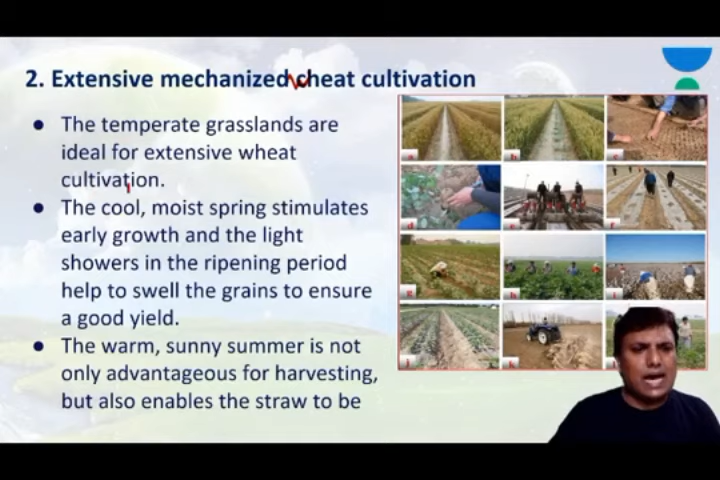 2. Extensive mechanized cheat cultivation
● The temperate grasslands are
ideal for extensive wheat
cultivation.
● The cool, moist spring stimulates
early growth and the light
showers in the ripening period
help to swell the grains to ensure
a good yield.
● The warm, sunny summer is not
only advantageous for harvesting,
but also enables the straw to be
a b c
d e f
g h i
j k l